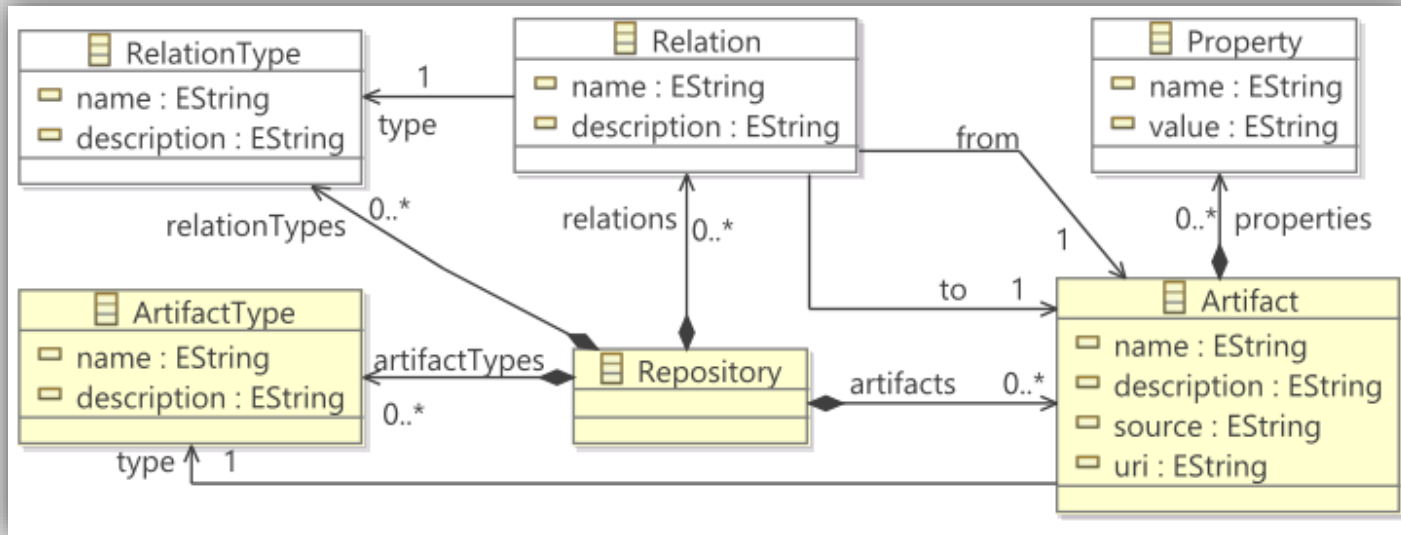 RelationType
name : EString
description : EString
1
type
Relation
name : EString
description : EString
Property
name : EString
value : EString
from
1
0..*
properties
relationTypes
0..*
relations
0..*
to
1
ArtifactType
name : EString
description : EString
artifactTypes
0..*
Repository
artifacts
0..*
Artifact
name : EString
description : EString
source : EString
uri : EString
type
1